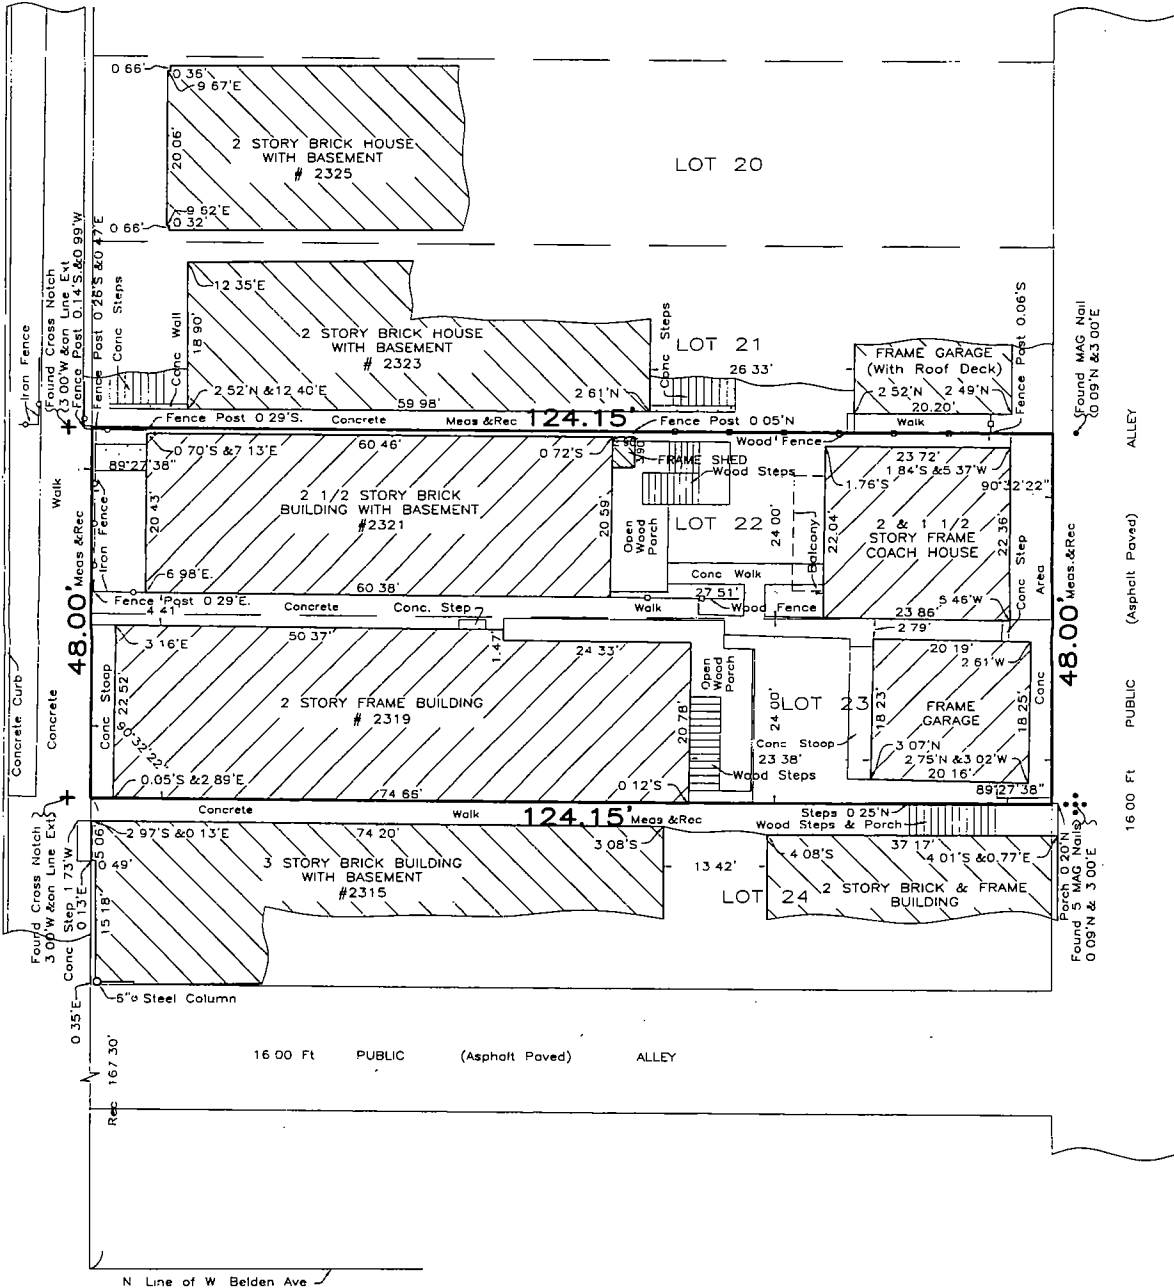 0 66'
0 36'
9 67'E
20 06'
2 STORY BRICK HOUSE
WITH BASEMENT
# 2325
LOT 20
9 62'E
0 66'
0 32'
Iron Fence
Found Cross Notch
3 00'W &on Line Ext
Fence Post 0.14'S.&0 99'W
Fence Post 0.26'S &0 47'E
Conc Steps
Conc Wall
18 90'
12 35'E
2 STORY BRICK HOUSE
WITH BASEMENT
# 2323
2.52'N &12 40'E
59 98'
2 61'N
Conc Steps
LOT 21
26 33'
FRAME GARAGE
(With Roof Deck)
2 52'N
2 49'N
20.20'
Walk
Fence Post 0.06'S
Found MAG Nail
0 09'N &3 00'E
Fence Post 0 29'S.
Concrete
Meas &Rec
124.15'
Fence Post 0 05'N
Wood Fence
ALLEY
Walk
89°27'38"
0 70'S &7 13'E
60 46'
0 72'S
FRAME SHED
Wood Steps
2 1/2 STORY BRICK
BUILDING WITH BASEMENT
#2321
20 43'
20 59'
Open
Wood
Porch
LOT 22
24 00'
Balcony
1.76'S
23 72'
1.84'S &5 37'W
90°32'22"
22.04'
2 & 1 1/2
STORY FRAME
COACH HOUSE
22 36'
Conc Step
Area
Meas.&Rec
(Asphalt Paved)
Meas &Rec
Iron Fence
6 98'E.
60 38'
Conc Walk
27 51'
Wood Fence
5 46'W
23 86'
Fence Post 0 29'E.
4 41'
Concrete
Conc. Step
Walk
48.00'
48.00'
3 16'E
50 37'
1.47'
24 33'
2 79'
20 19'
2 61'W
Concrete Curb
Concrete
Conc Stoop
22 52'
90°32'22"
2 STORY FRAME BUILDING
# 2319
20 78'
Open
Wood
Porch
24 00'
LOT 23
Conc Stoop
23 38'
Wood Steps
18 23'
FRAME
GARAGE
18 25'
Conc
PUBLIC
3 07'N
2 75'N &3 02'W
20 16'
89°27'38"
0.05'S &2 89'E
74 66'
0 12'S
16 00 Ft
Concrete
Walk
124.15'
Meas &Rec
Steps 0 25'N
Wood Steps & Porch
Found Cross Notch
3 00'W &on Line Ext
Conc Step 1 73'W
0 13'E
5 06'
0 49'
15 18'
2 97'S &0 13'E
74 20'
3 08'S
3 STORY BRICK BUILDING
WITH BASEMENT
#2315
13 42'
LOT 24
4 08'S
37 17'
4 01'S &0.77'E
2 STORY BRICK & FRAME
BUILDING
Porch 0 20'N
Found 5 MAG Nails
0 09'N & 3 00'E
6"ø Steel Column
0 35'E
16 00 Ft PUBLIC (Asphalt Paved) ALLEY
Rec 167 30'
N Line of W Belden Ave